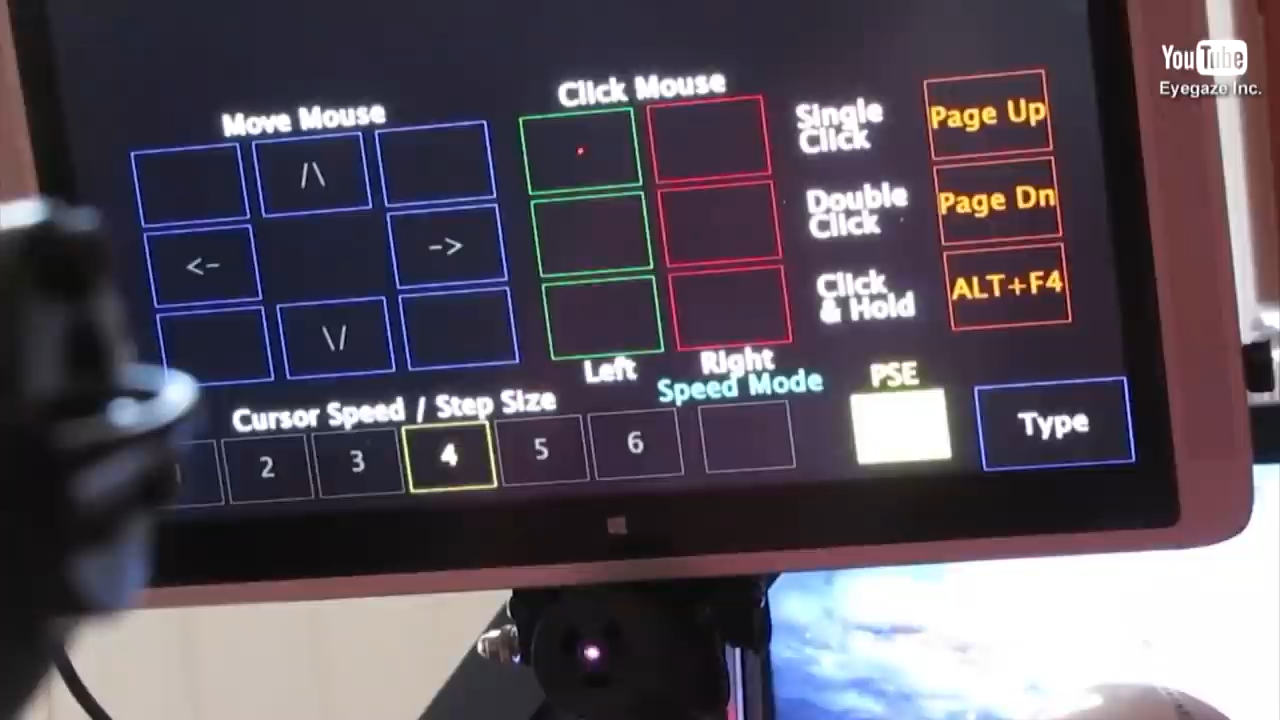 YouTube
Eyegaze Inc.
Move Mouse
Click Mouse
/\
<-
->
\/
Single
Click
Double
Click
Click
& Hold
Page Up
Page Dn
ALT+F4
Left
Right
Cursor Speed / Step Size
Speed Mode
PSE
2
3
4
5
6
Type